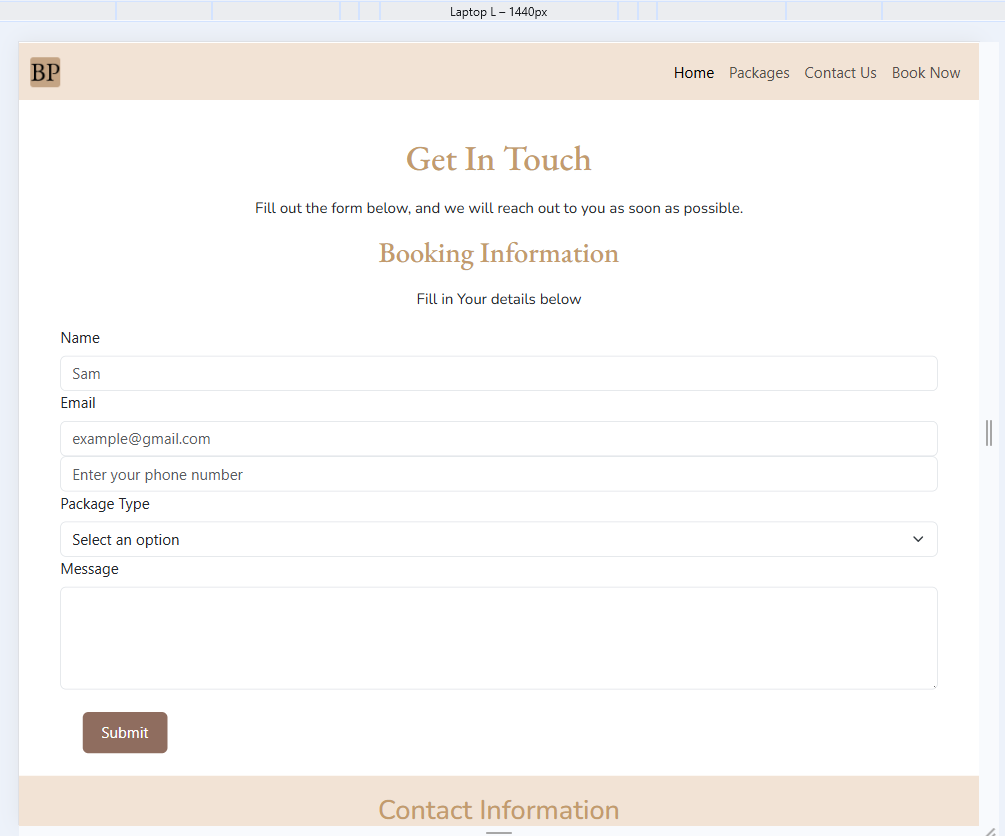 Laptop L – 1440px
BP
Home Packages Contact Us Book Now
Get In Touch
Fill out the form below, and we will reach out to you as soon as possible.
Booking Information
Fill in Your details below
Name
Sam
Email
example@gmail.com
Enter your phone number
Package Type
Select an option
Message
Submit
Contact Information